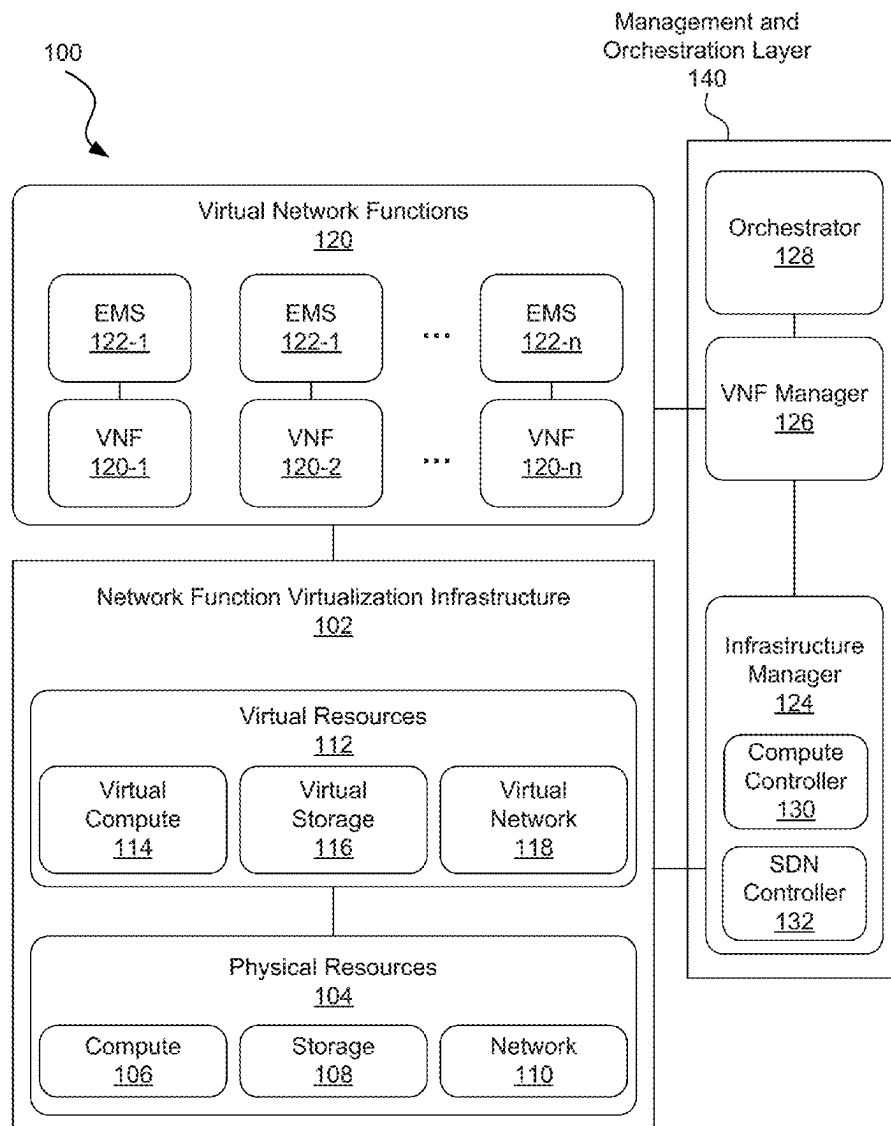 100
Management and
Orchestration Layer
140
Virtual Network Functions
120
EMS
122-1
EMS
122-1
...
EMS
122-n
VNF
120-1
VNF
120-2
...
VNF
120-n
Orchestrator
128
VNF Manager
126
Network Function Virtualization Infrastructure
102
Virtual Resources
112
Virtual
Compute
114
Virtual
Storage
116
Virtual
Network
118
Physical Resources
104
Compute
106
Storage
108
Network
110
Infrastructure
Manager
124
Compute
Controller
130
SDN
Controller
132